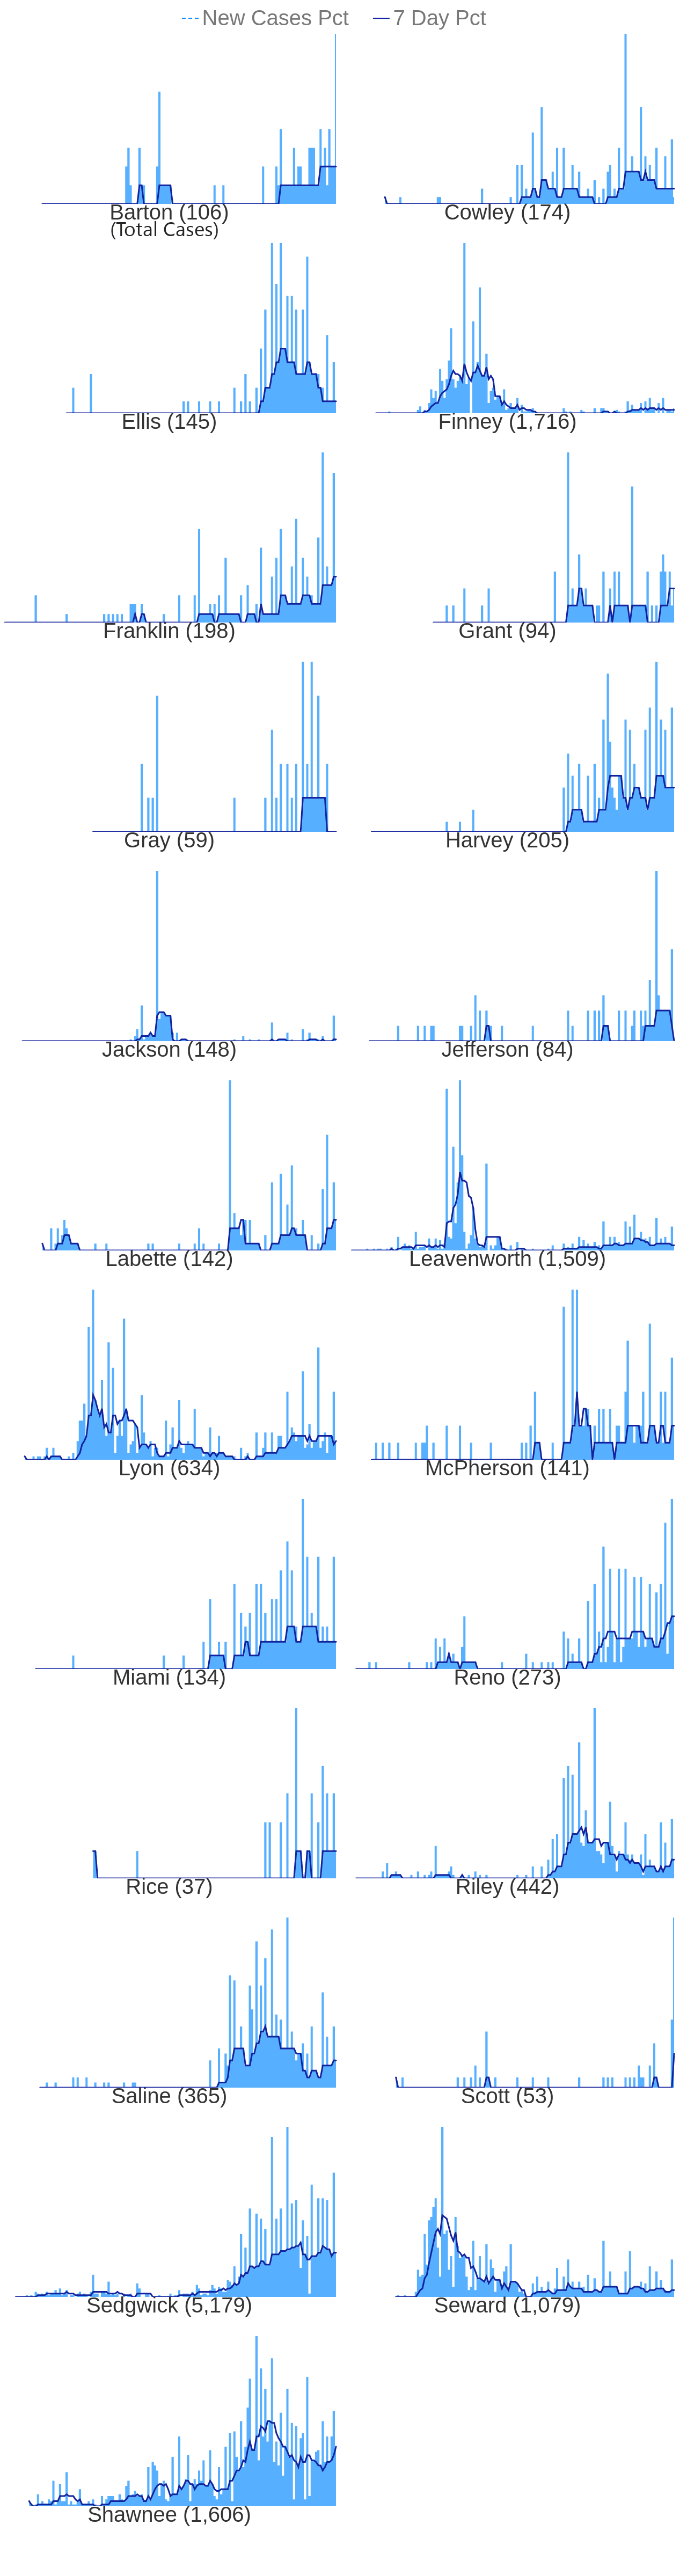 New Cases Pct 7 Day Pct
Barton (106) Cowley (174)
(Total Cases)
Ellis (145) Finney (1,716)
Franklin (198) Grant (94)
Gray (59) Harvey (205)
Jackson (148) Jefferson (84)
Labette (142) Leavenworth (1,509)
Lyon (634) McPherson (141)
Miami (134) Reno (273)
Rice (37) Riley (442)
Saline (365) Scott (53)
Sedgwick (5,179) Seward (1,079)
Shawnee (1,606)